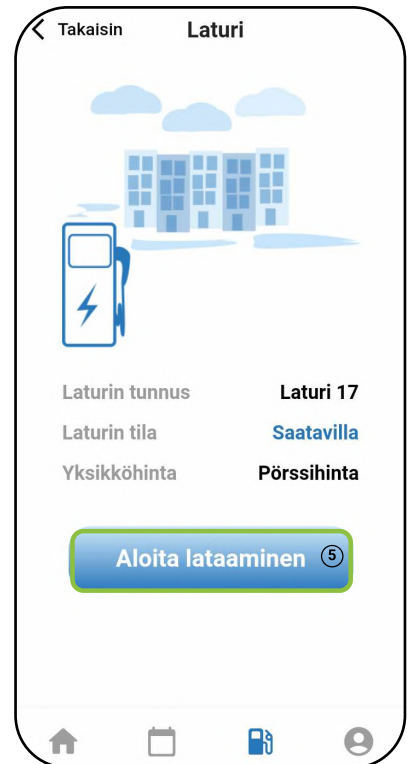 Takaisin Laturi
Laturin tunnus Laturi 17
Laturin tila Saatavilla
Yksikköhinta Pörssihinta
Aloita lataaminen 5